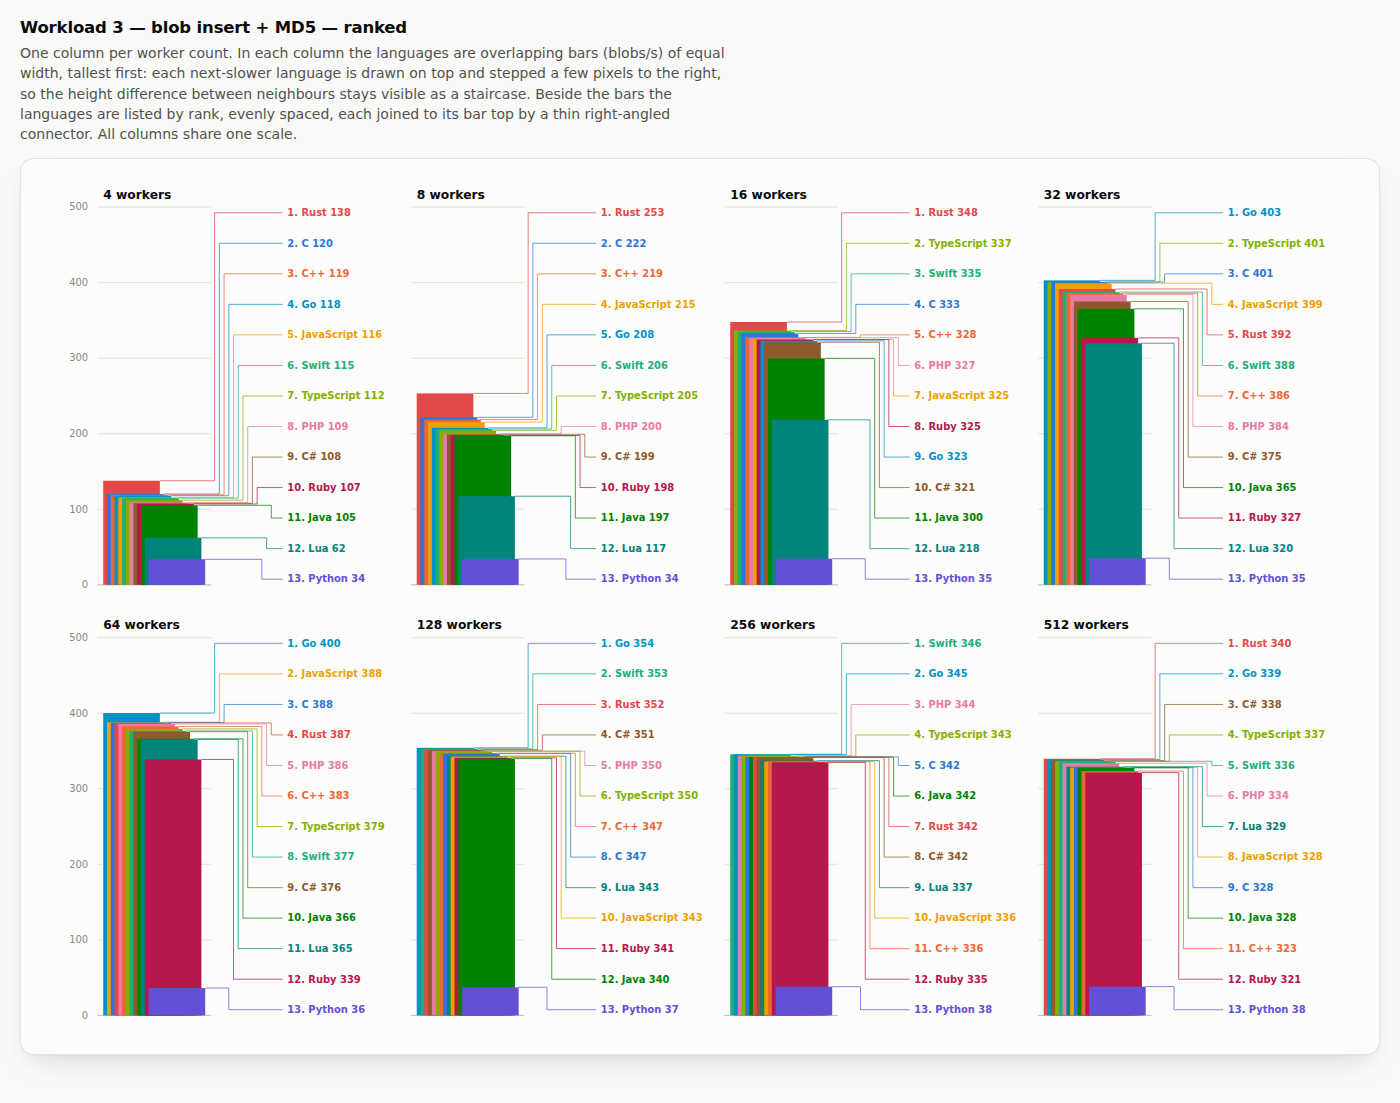 Workload 3 — blob insert + MD5 — ranked
One column per worker count. In each column the languages are overlapping bars (blobs/s) of equal
width, tallest first: each next-slower language is drawn on top and stepped a few pixels to the right,
so the height difference between neighbours stays visible as a staircase. Beside the bars the
languages are listed by rank, evenly spaced, each joined to its bar top by a thin right-angled
connector. All columns share one scale.
4 workers
500
400
300
200
100
0
1. Rust 138
2. C 120
3. C++ 119
4. Go 118
5. JavaScript 116
6. Swift 115
7. TypeScript 112
8. PHP 109
9. C# 108
10. Ruby 107
11. Java 105
12. Lua 62
13. Python 34
8 workers
1. Rust 253
2. C 222
3. C++ 219
4. JavaScript 215
5. Go 208
6. Swift 206
7. TypeScript 205
8. PHP 200
9. C# 199
10. Ruby 198
11. Java 197
12. Lua 117
13. Python 34
16 workers
1. Rust 348
2. TypeScript 337
3. Swift 335
4. C 333
5. C++ 328
6. PHP 327
7. JavaScript 325
8. Ruby 325
9. Go 323
10. C# 321
11. Java 300
12. Lua 218
13. Python 35
32 workers
1. Go 403
2. TypeScript 401
3. C 401
4. JavaScript 399
5. Rust 392
6. Swift 388
7. C++ 386
8. PHP 384
9. C# 375
10. Java 365
11. Ruby 327
12. Lua 320
13. Python 35
64 workers
500
400
300
200
100
0
1. Go 400
2. JavaScript 388
3. C 388
4. Rust 387
5. PHP 386
6. C++ 383
7. TypeScript 379
8. Swift 377
9. C# 376
10. Java 366
11. Lua 365
12. Ruby 339
13. Python 36
128 workers
1. Go 354
2. Swift 353
3. Rust 352
4. C# 351
5. PHP 350
6. TypeScript 350
7. C++ 347
8. C 347
9. Lua 343
10. JavaScript 343
11. Ruby 341
12. Java 340
13. Python 37
256 workers
1. Swift 346
2. Go 345
3. PHP 344
4. TypeScript 343
5. C 342
6. Java 342
7. Rust 342
8. C# 342
9. Lua 337
10. JavaScript 336
11. C++ 336
12. Ruby 335
13. Python 38
512 workers
1. Rust 340
2. Go 339
3. C# 338
4. TypeScript 337
5. Swift 336
6. PHP 334
7. Lua 329
8. JavaScript 328
9. C 328
10. Java 328
11. C++ 323
12. Ruby 321
13. Python 38